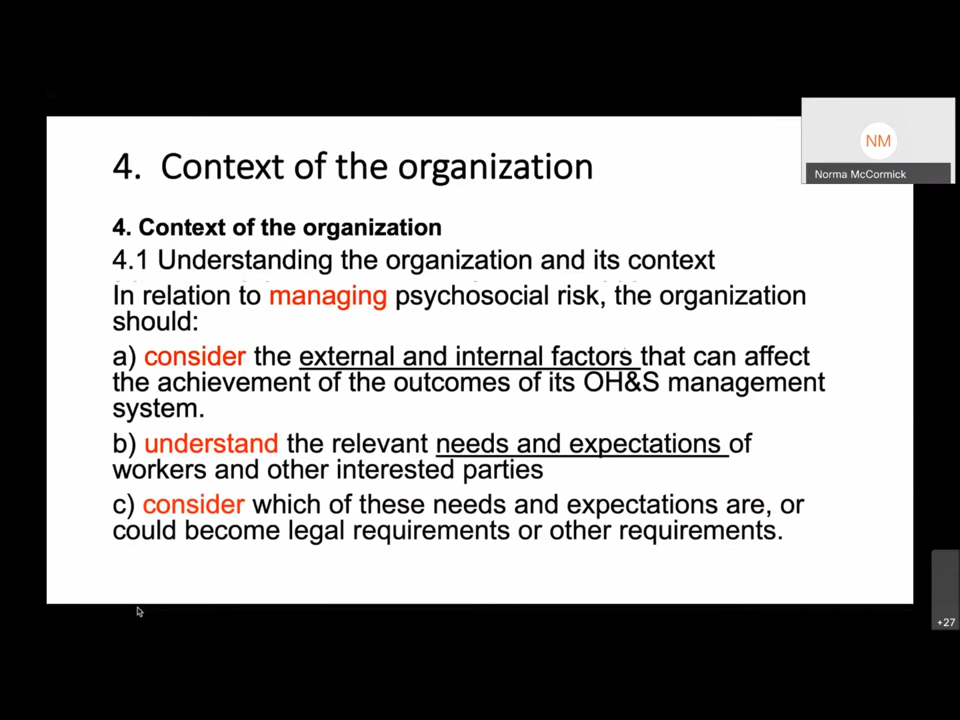 4. Context of the organization
NM
Norma McCormick
4. Context of the organization
4.1 Understanding the organization and its context
In relation to managing psychosocial risk, the organization
should:
a) consider the external and internal factors that can affect
the achievement of the outcomes of its OH&S management
system.
b) understand the relevant needs and expectations of
workers and other interested parties
c) consider which of these needs and expectations are, or
could become legal requirements or other requirements.
+27